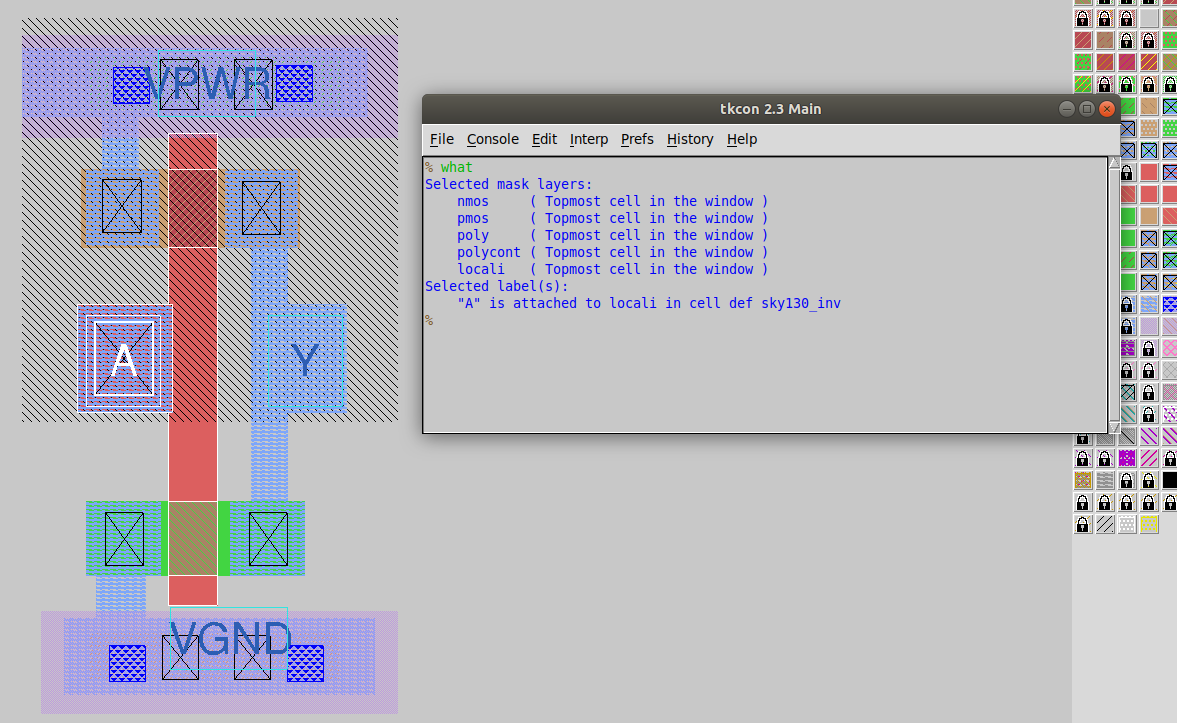 VPWR
A
Y
VGND
tkcon 2.3 Main
File Console Edit Interp Prefs History Help
% what
Selected mask layers:
nmos ( Topmost cell in the window )
pmos ( Topmost cell in the window )
poly ( Topmost cell in the window )
polycont ( Topmost cell in the window )
locali ( Topmost cell in the window )
Selected label(s):
"A" is attached to locali in cell def sky130_inv
%